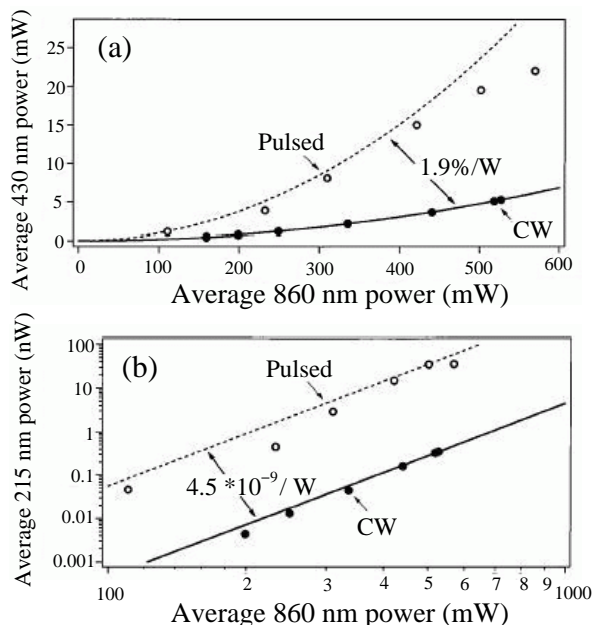 (a)
Average 430 nm power (mW)
25
20
15
10
5
0
Pulsed
1.9%/W
CW
100
200
300
400
500
600
0
Average 860 nm power (mW)
(b)
Average 215 nm power (nW)
100
10
1
0.1
0.01
0.001
Pulsed
4.5 *10⁻⁹/ W
CW
100
2
3
4
5
6
7
8
9
1000
Average 860 nm power (mW)